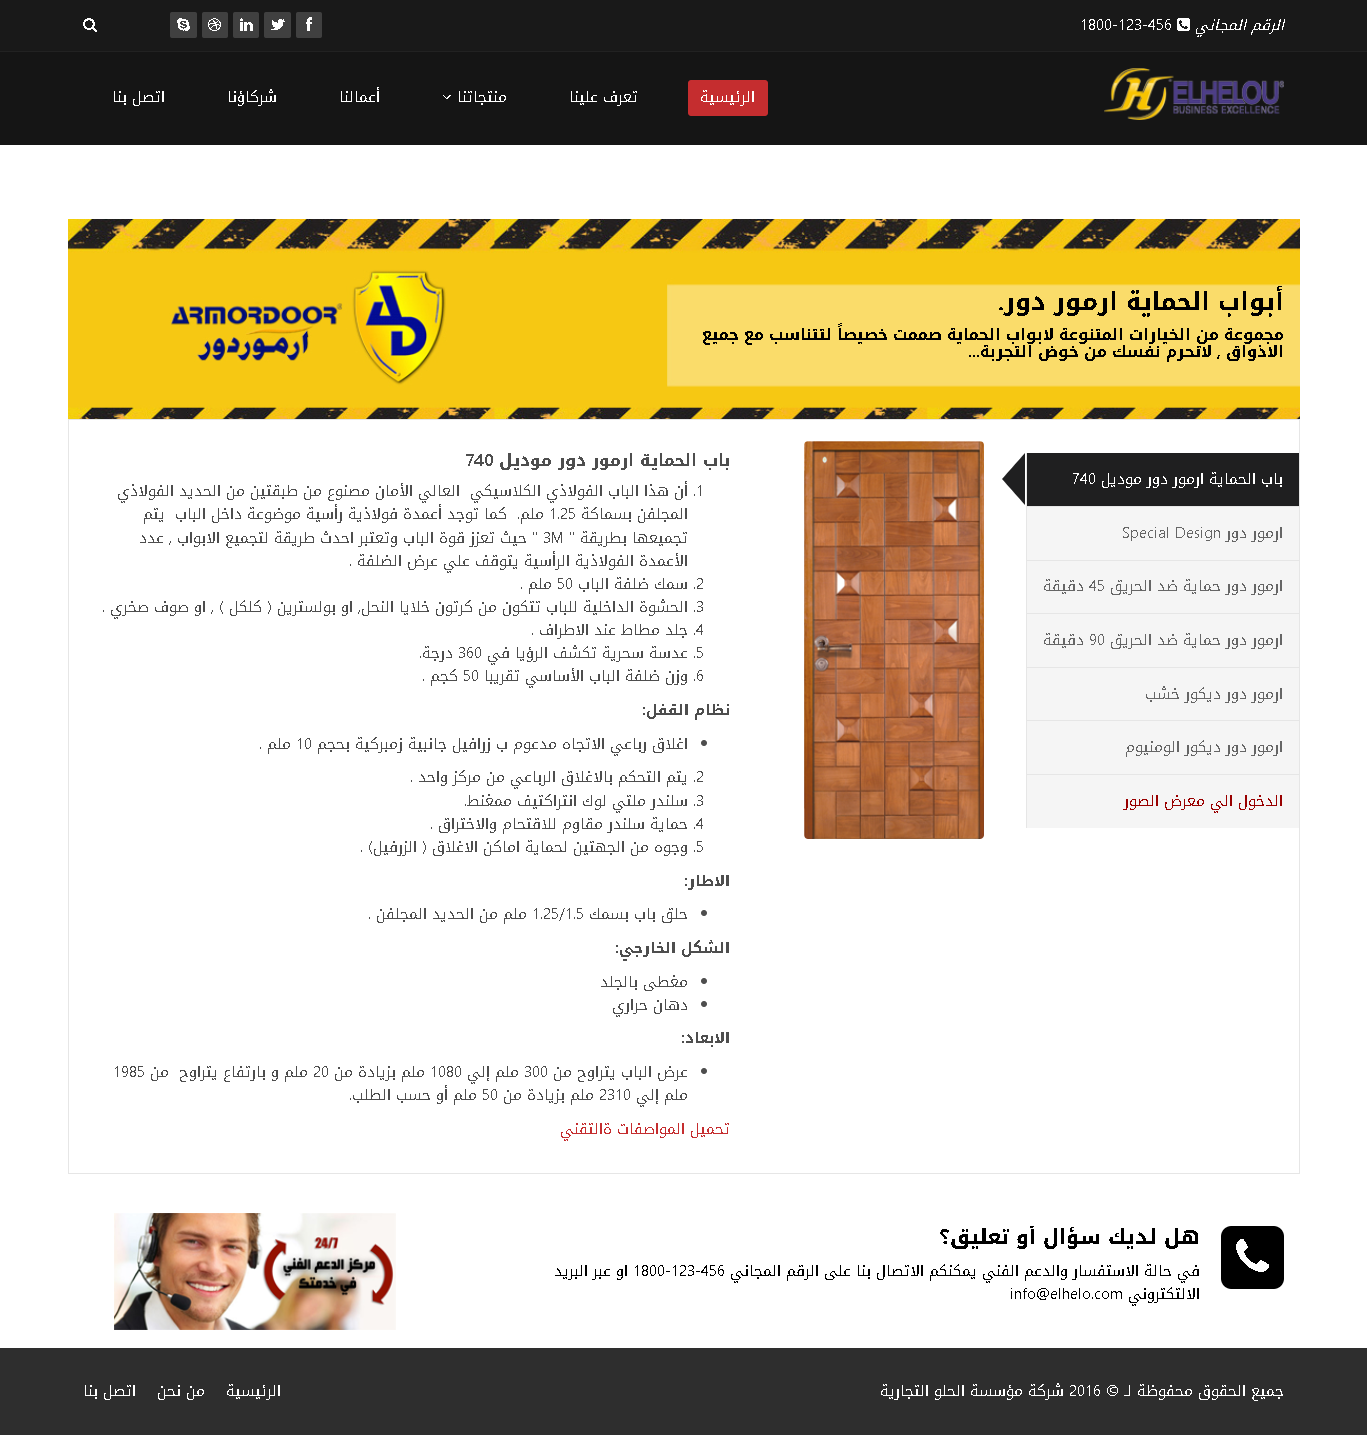 الرقم المجاني 1800-123-456
ELHELOU
BUSINESS EXCELLENCE
الرئيسية
تعرف علينا
منتجاتنا
أعمالنا
شركاؤنا
اتصل بنا
أبواب الحماية ارمور دور.
مجموعة من الخيارات المتنوعة لابواب الحماية صممت خصيصاً لتتناسب مع جميع
الاذواق , لاتحرم نفسك من خوض التجربة...
ARMORDOOR
ارموردور
AD
باب الحماية ارمور دور موديل 740
ارمور دور Special Design
ارمور دور حماية ضد الحريق 45 دقيقة
ارمور دور حماية ضد الحريق 90 دقيقة
ارمور دور ديكور خشب
ارمور دور ديكور الومنيوم
الدخول الي معرض الصور
باب الحماية ارمور دور موديل 740
1. أن هذا الباب الفولاذي الكلاسيكي العالي الأمان مصنوع من طبقتين من الحديد الفولاذي
المجلفن بسماكة 1.25 ملم. كما توجد أعمدة فولاذية رأسية موضوعة داخل الباب يتم
تجميعها بطريقة " 3M " حيث تعزز قوة الباب وتعتبر احدث طريقة لتجميع الابواب , عدد
الأعمدة الفولاذية الرأسية يتوقف علي عرض الضلفة .
2. سمك ضلفة الباب 50 ملم .
3. الحشوة الداخلية للباب تتكون من كرتون خلايا النحل, او بولسترين ( كلكل ) , او صوف صخري .
4. جلد مطاط عند الاطراف .
5. عدسة سحرية تكشف الرؤيا في 360 درجة.
6. وزن ضلفة الباب الأساسي تقريبا 50 كجم .
نظام القفل:
• اغلاق رباعي الاتجاه مدعوم ب زرافيل جانبية زمبركية بحجم 10 ملم .
2. يتم التحكم بالاغلاق الرباعي من مركز واحد .
3. سلندر ملتي لوك انتراكتيف ممغنط.
4. حماية سلندر مقاوم للاقتحام والاختراق .
5. وجوه من الجهتين لحماية اماكن الاغلاق ( الزرفيل) .
الاطار:
• حلق باب بسمك 1.25/1.5 ملم من الحديد المجلفن .
الشكل الخارجي:
• مغطى بالجلد
• دهان حراري
الابعاد:
• عرض الباب يتراوح من 300 ملم إلي 1080 ملم بزيادة من 20 ملم و بارتفاع يتراوح من 1985
ملم إلي 2310 ملم بزيادة من 50 ملم أو حسب الطلب.
تحميل المواصفات ةالتقني
هل لديك سؤال أو تعليق؟
في حالة الاستفسار والدعم الفني يمكنكم الاتصال بنا على الرقم المجاني 456-123-1800 او عبر البريد
الالتكتروني info@elhelo.com
24/7
مركز الدعم الفني
في خدمتك
جميع الحقوق محفوظة لـ © 2016 شركة مؤسسة الحلو التجارية
الرئيسية
من نحن
اتصل بنا